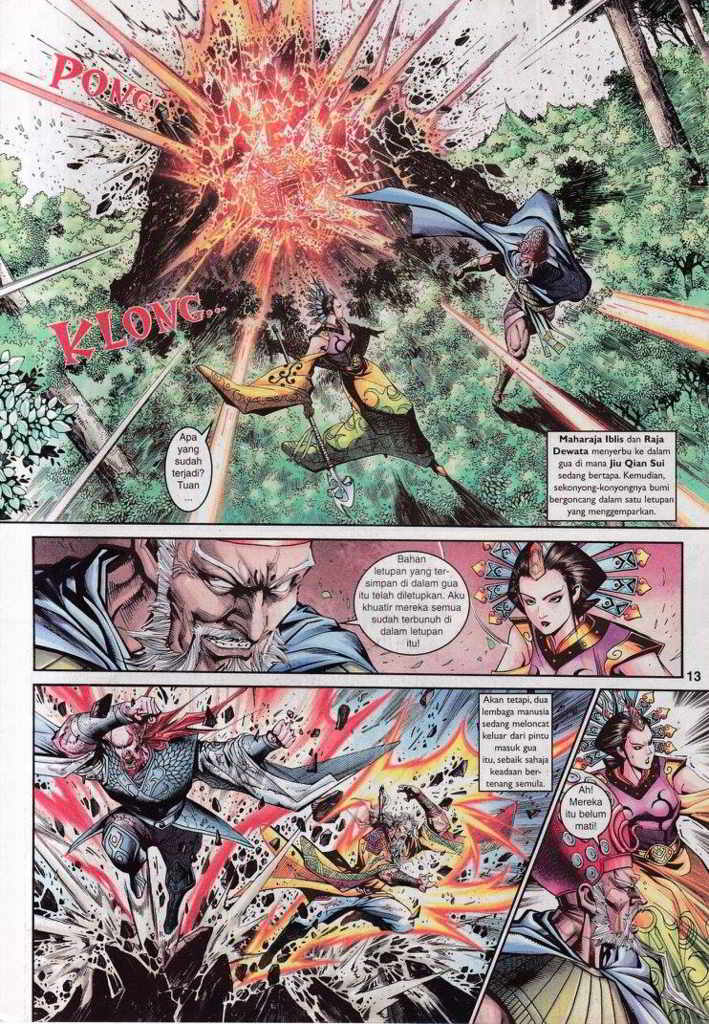 PONG...
KLONG...
Apa
yang
sudah
terjadi?
Tuan
...
Maharaja Iblis dan Raja
Dewata menyerbu ke dalam
gua di mana Jiu Qian Sui
sedang bertapa. Kemudian,
sekonyong-konyongnya bumi
bergoncang dalam satu letupan
yang menggemparkan.
Bahan
letupan yang ter-
simpan di dalam gua
itu telah diletupkan. Aku
khuatir mereka semua
sudah terbunuh di
dalam letupan
itu!
13
Akan tetapi, dua
lembaga manusia
sedang meloncat
keluar dari pintu
masuk gua
itu, sebaik sahaja
keadaan ber-
tenang semula.
Ah!
Mereka
itu belum
mati!